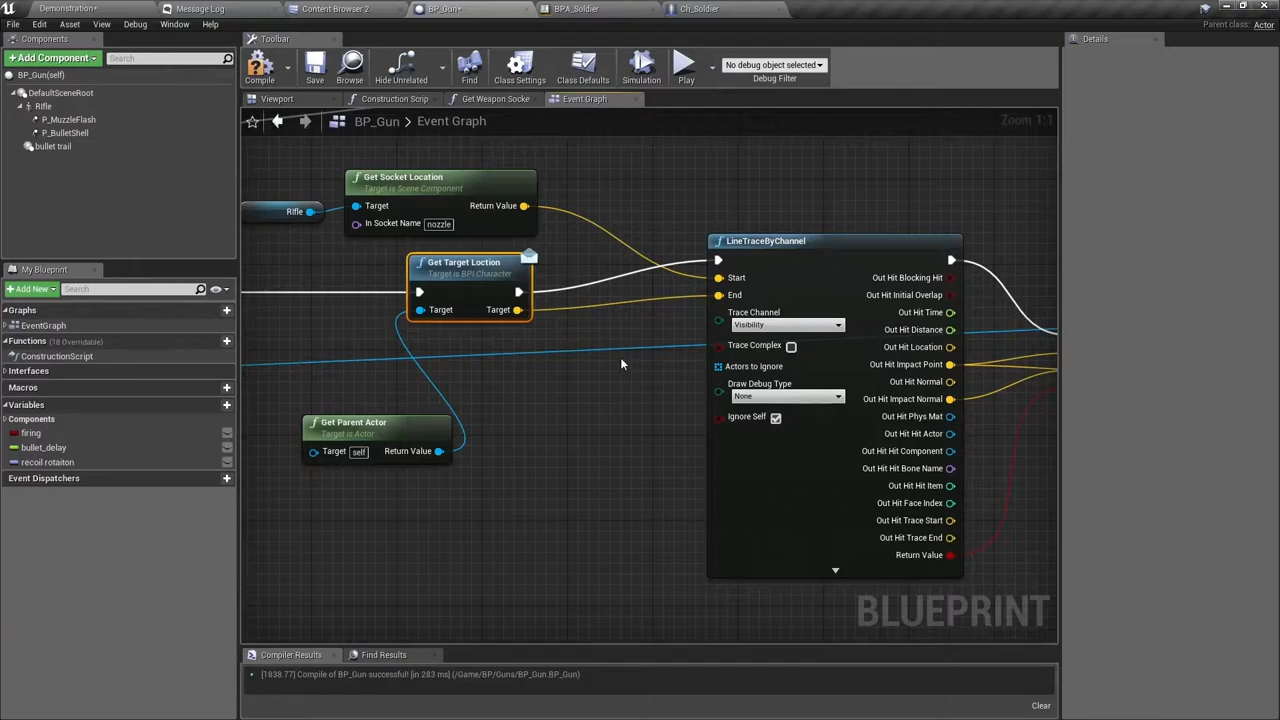 Demonstration*
Message Log
Content Browser 2
BP_Gun*
BPA_Soldier
Ch_Soldier
File Edit Asset View Debug Window Help
Parent class: Actor
Components
Toolbar
Details
+Add Component
Search
BP_Gun(self)
DefaultSceneRoot
RIfle
P_MuzzleFlash
P_BulletShell
bullet trail
Compile
Save
Browse
Hide Unrelated
Find
Class Settings
Class Defaults
Simulation
Play
No debug object selected
Debug Filter
Viewport
Construction Scrip
Get Weapon Socke
Event Graph
BP_Gun > Event Graph
Zoom 1:1
Get Socket Location
Target is Scene Component
RIfle
Target
Return Value
In Socket Name nozzle
Get Target Loction
Target is BPI Character
Target
Target
Get Parent Actor
Target is Actor
Target self
Return Value
LineTraceByChannel
Start
End
Trace Channel
Visibility
Trace Complex
Actors to Ignore
Draw Debug Type
None
Ignore Self
Out Hit Blocking Hit
Out Hit Initial Overlap
Out Hit Time
Out Hit Distance
Out Hit Location
Out Hit Impact Point
Out Hit Normal
Out Hit Impact Normal
Out Hit Phys Mat
Out Hit Actor
Out Hit Hit Component
Out Hit Hit Bone Name
Out Hit Hit Item
Out Hit Face Index
Out Hit Trace Start
Out Hit Trace End
Return Value
BLUEPRINT
My Blueprint
+Add New
Search
Graphs
EventGraph
Functions (18 Overridable)
ConstructionScript
Interfaces
Macros
Variables
Components
firing
bullet_delay
recoil rotaiton
Event Dispatchers
Compiler Results
Find Results
[1838.77] Compile of BP_Gun successful! [in 283 ms] (/Game/BP/Guns/BP_Gun.BP_Gun)
Clear